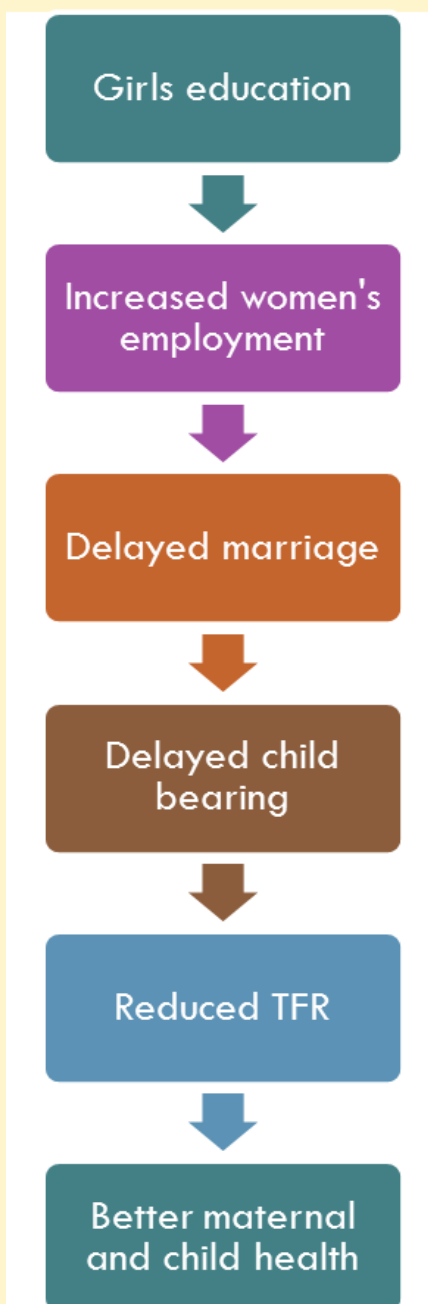 Girls education
Increased women's
employment
Delayed marriage
Delayed child
bearing
Reduced TFR
Better maternal
and child health